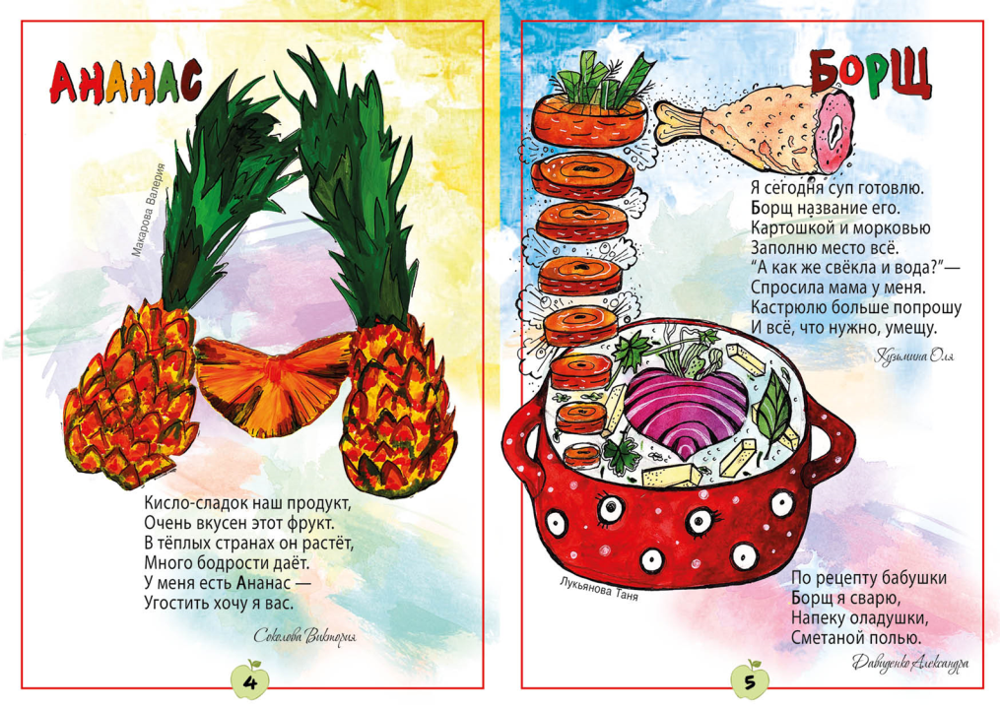 АНАНАС
Макарова Валерия
Кисло-сладок наш продукт,
Очень вкусен этот фрукт.
В тёплых странах он растёт,
Много бодрости даёт.
У меня есть Ананас —
Угостить хочу я вас.
Соколова Виктория
4
БОРЩ
Я сегодня суп готовлю.
Борщ название его.
Картошкой и морковью
Заполню место всё.
“А как же свёкла и вода?”—
Спросила мама у меня.
Кастрюлю больше попрошу
И всё, что нужно, умещу.
Кузьмина Оля
Лукьянова Таня
По рецепту бабушки
Борщ я сварю,
Напеку оладушки,
Сметаной полью.
Давиденко Александра
5